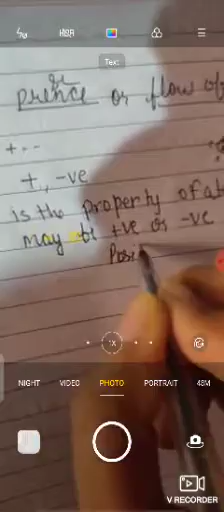 HDR
Text
or flow of
+ --
+, -ve
is the property of
may be +ve or -ve
1X
NIGHT VIDEO PHOTO PORTRAIT 48M
V RECORDER